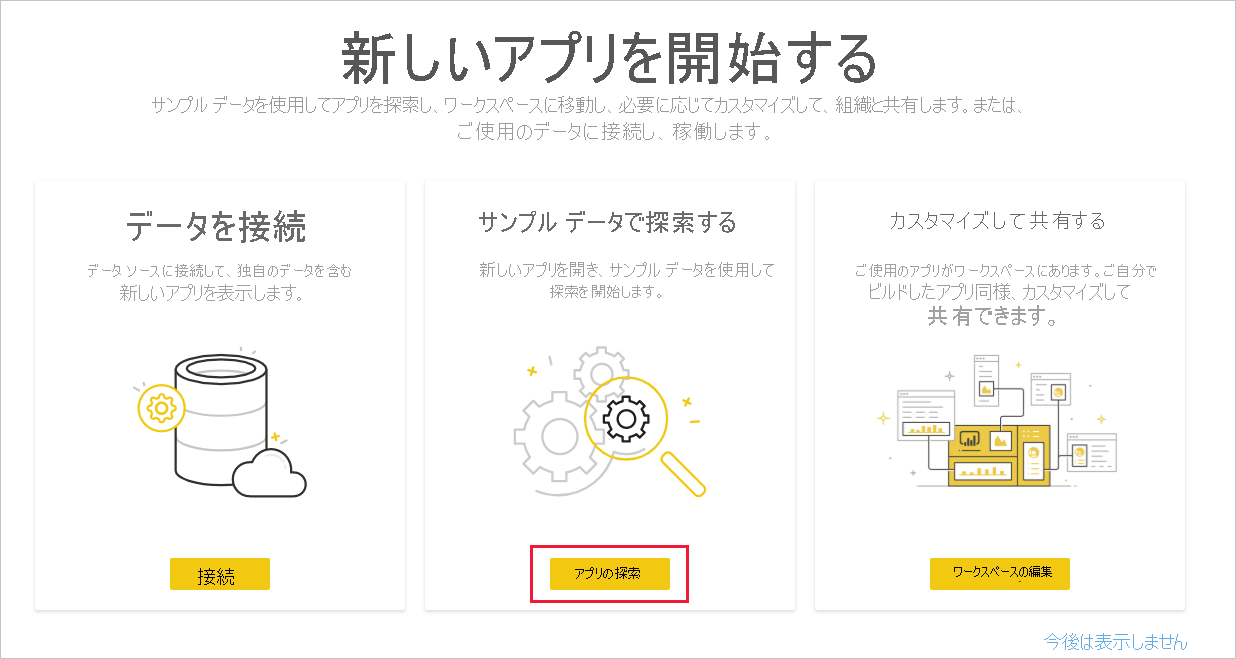 新しいアプリを開始する
サンプル データを使用してアプリを探索し、ワークスペースに移動し、必要に応じてカスタマイズして、組織と共有します。または、
ご使用のデータに接続し、稼働します。
データを接続
データ ソースに接続して、独自のデータを含む
新しいアプリを表示します。
接続
サンプル データで探索する
新しいアプリを開き、サンプル データを使用して
探索を開始します。
アプリの探索
カスタマイズして共有する
ご使用のアプリがワークスペースにあります。ご自分で
ビルドしたアプリ同様、カスタマイズして
共有できます。
ワークスペースの編集
今後は表示しません